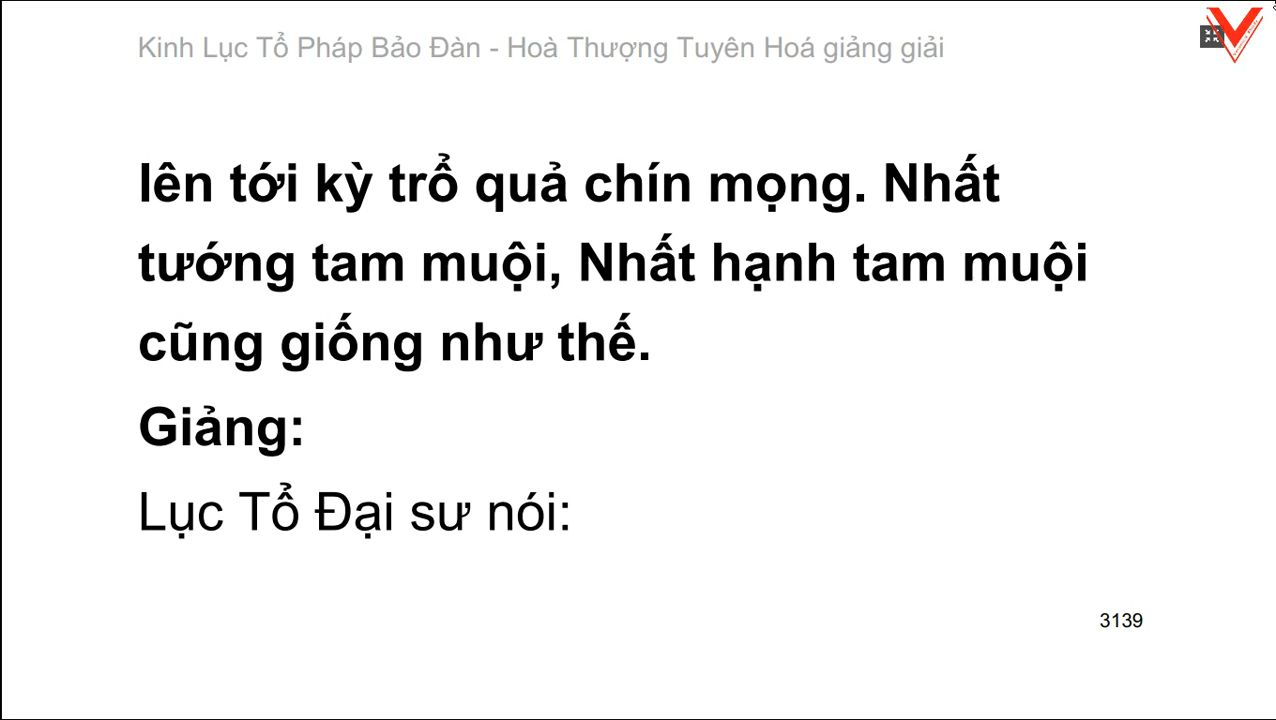 Kinh Lục Tổ Pháp Bảo Đàn - Hoà Thượng Tuyên Hoá giảng giải
lên tới kỳ trổ quả chín mọng. Nhất
tướng tam muội, Nhất hạnh tam muội
cũng giống như thế.
Giảng:
Lục Tổ Đại sư nói:
3139